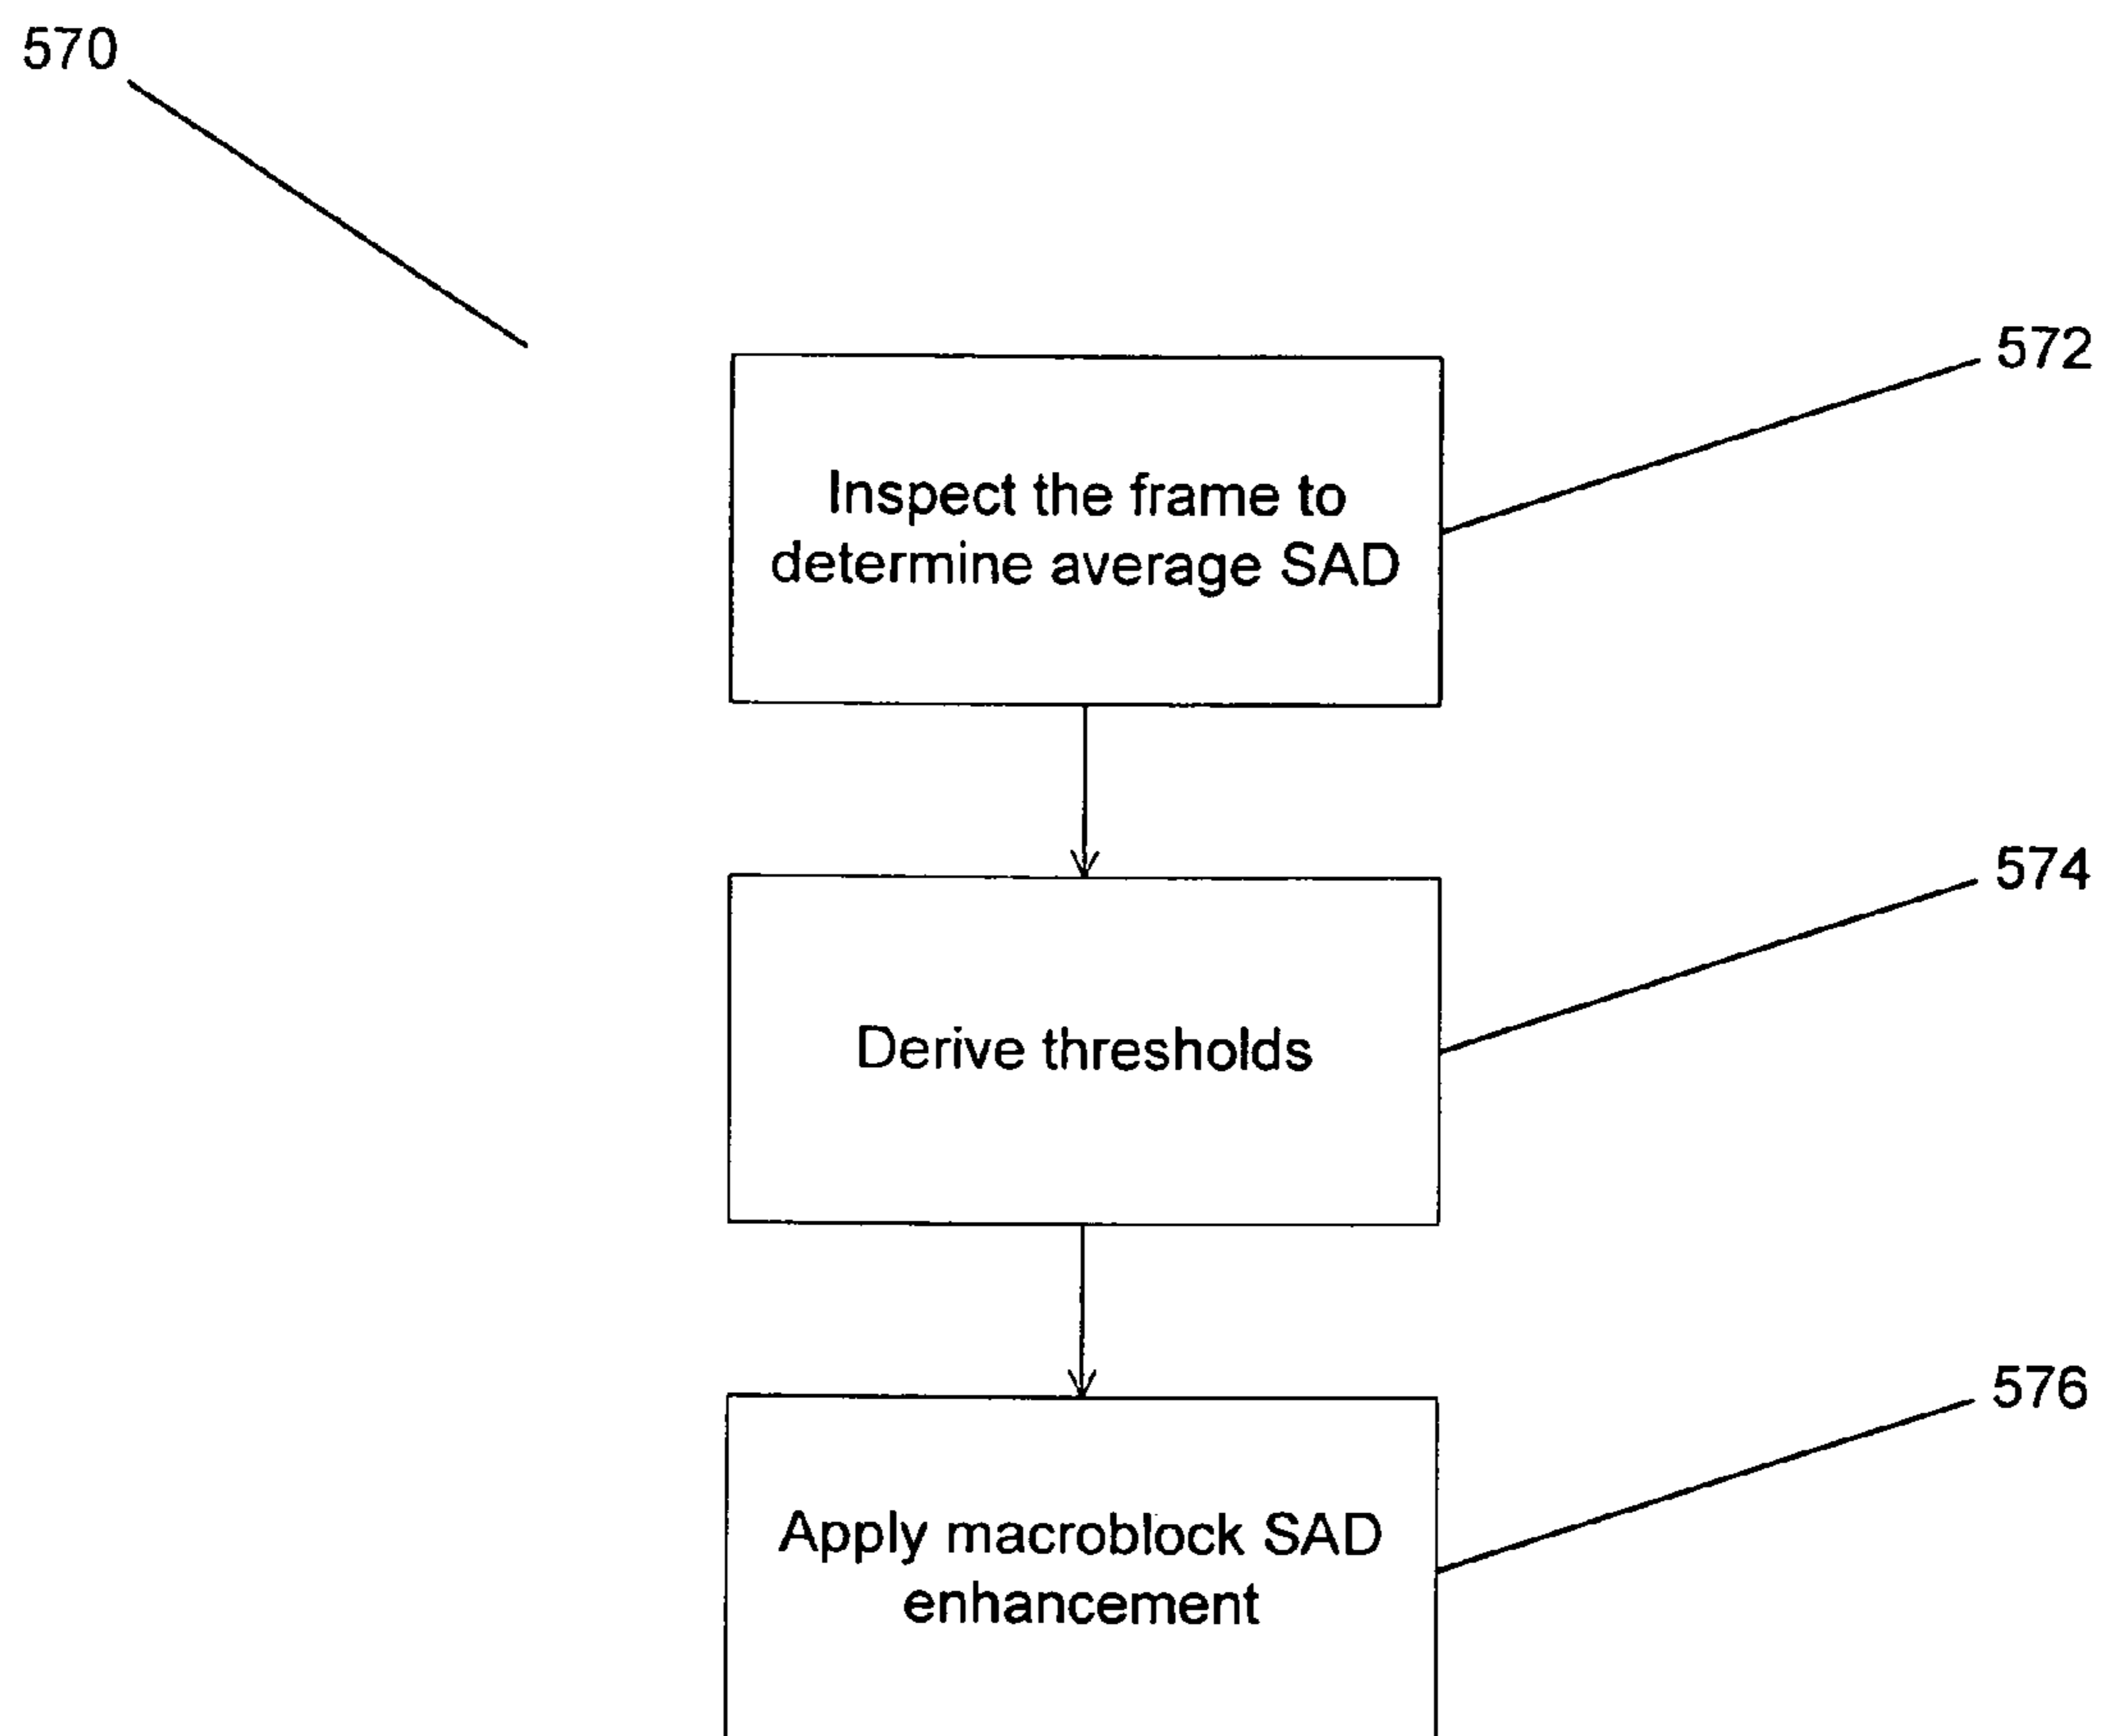 570
572
Inspect the frame to
determine average SAD
574
Derive thresholds
576
Apply macroblock SAD
enhancement